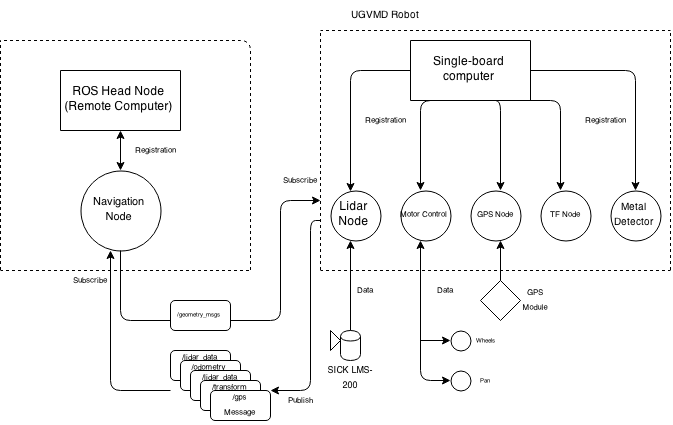 UGVMD Robot
ROS Head Node
(Remote Computer)
Registration
Navigation
Node
Subscribe
Single-board
computer
Registration
Registration
Subscribe
Lidar
Node
Motor Control
GPS Node
TF Node
Metal
Detector
Data
Data
GPS
Module
/geometry_msgs
Wheels
SICK LMS-
200
Pan
/lidar_data
/odometry
/lidar_data
/transform
/gps
Message
Publish